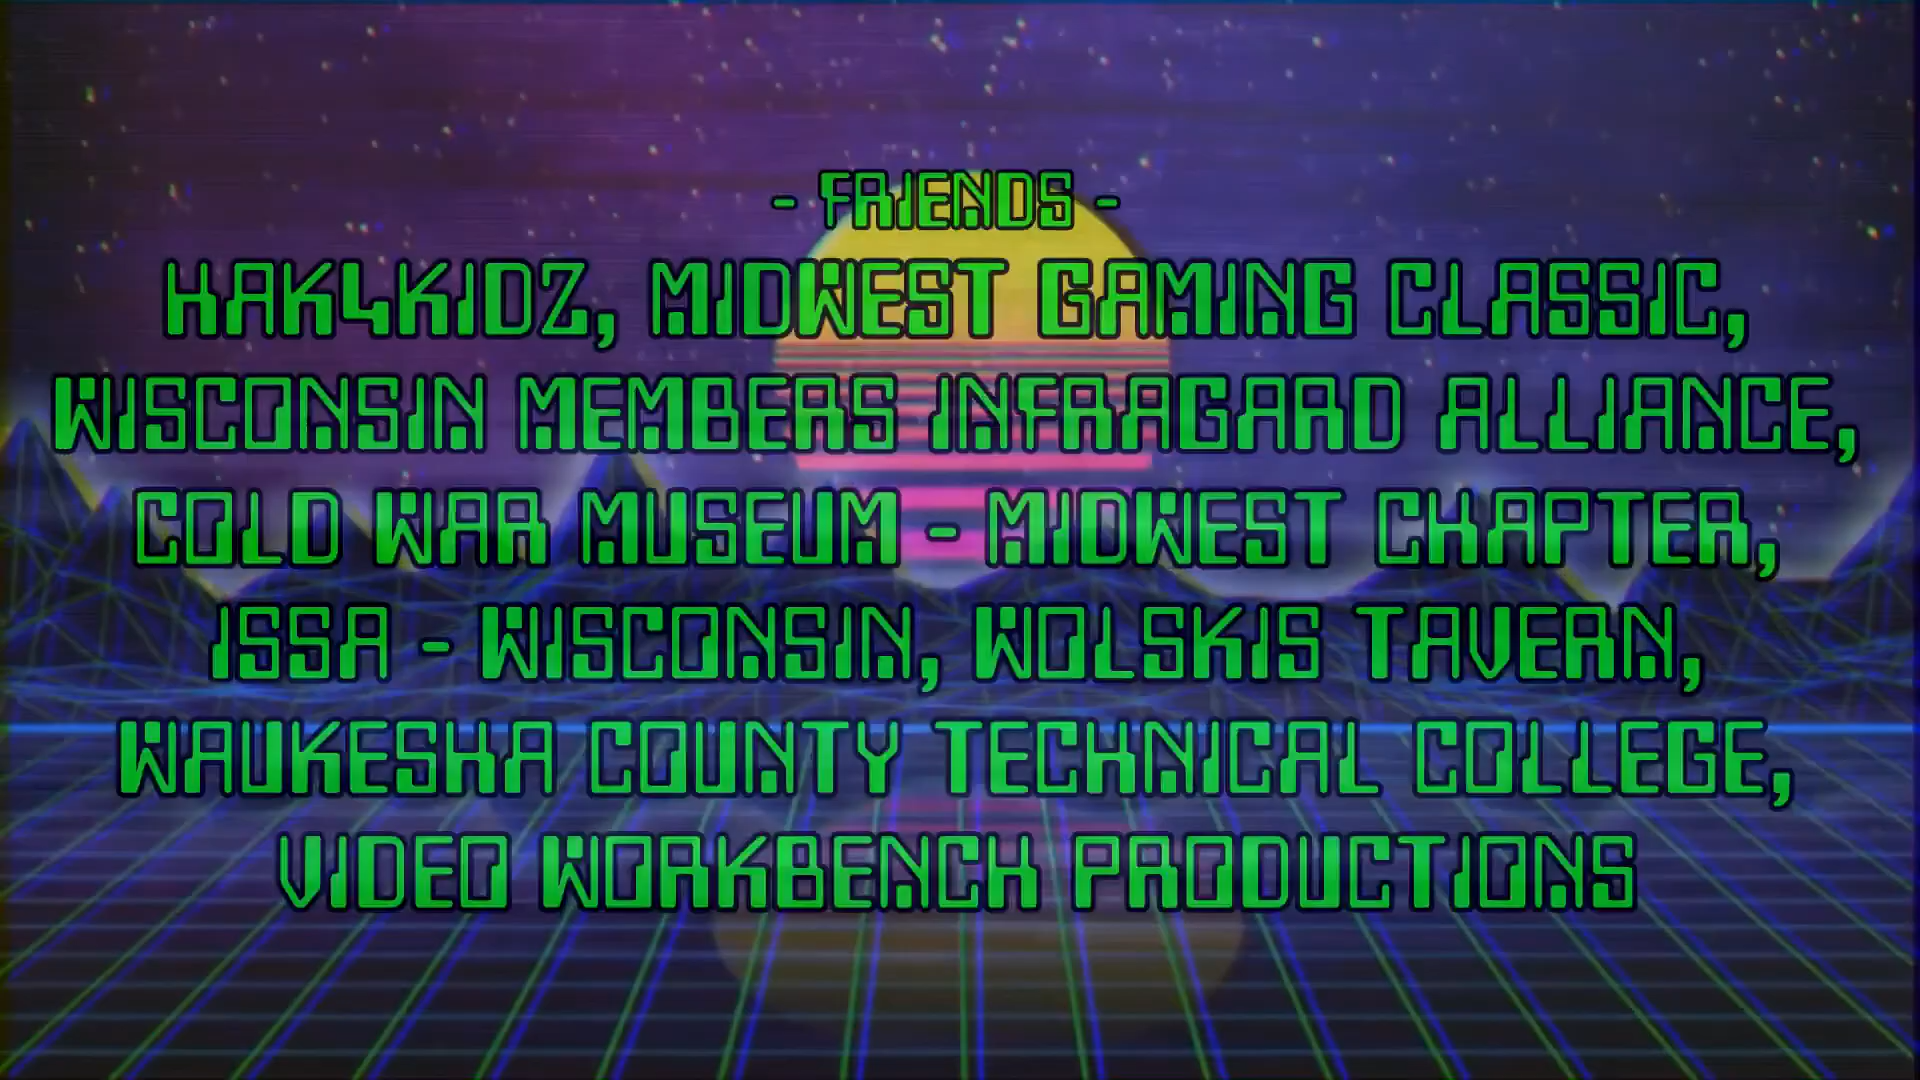 - FRIENDS -
HAK4KIDZ, MIDWEST GAMING CLASSIC,
WISCONSIN MEMBERS INFRAGARD ALLIANCE,
COLD WAR MUSEUM - MIDWEST CHAPTER,
ISSA - WISCONSIN, WOLSKIS TAVERN,
WAUKESHA COUNTY TECHNICAL COLLEGE,
VIDEO WORKBENCH PRODUCTIONS